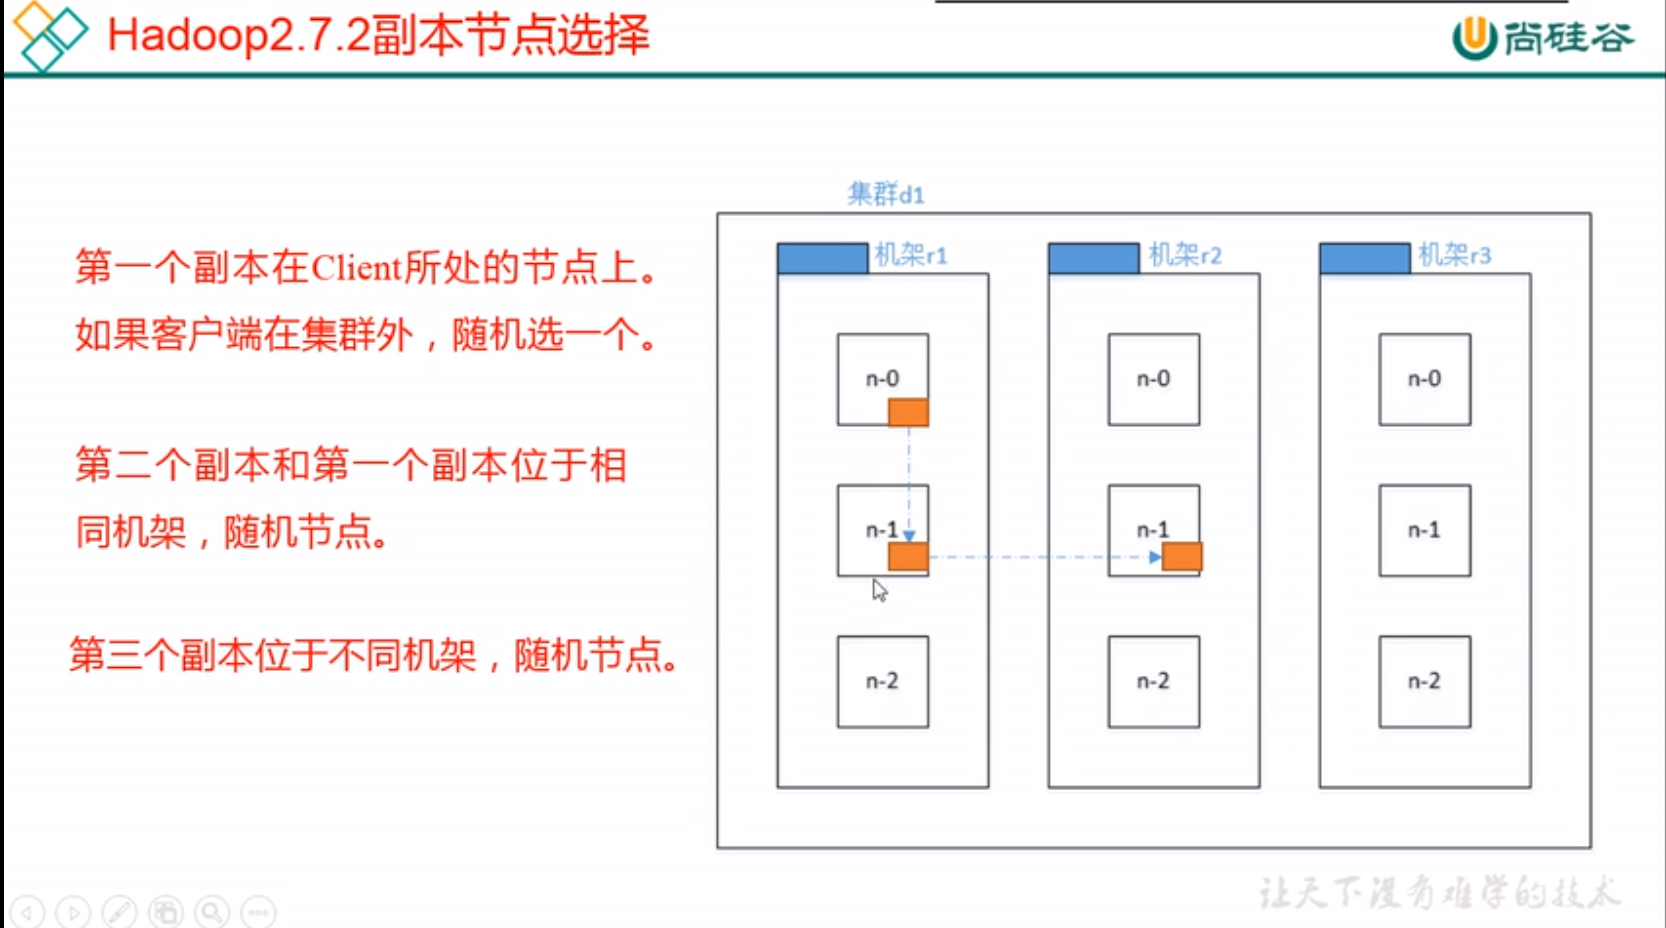 Hadoop2.7.2副本节点选择
尚硅谷
集群d1
第一个副本在Client所处的节点上。
如果客户端在集群外，随机选一个。
第二个副本和第一个副本位于相
同机架，随机节点。
第三个副本位于不同机架，随机节点。
机架r1
n-0
n-1
n-2
机架r2
n-0
n-1
n-2
机架r3
n-0
n-1
n-2
让天下没有难学的技术